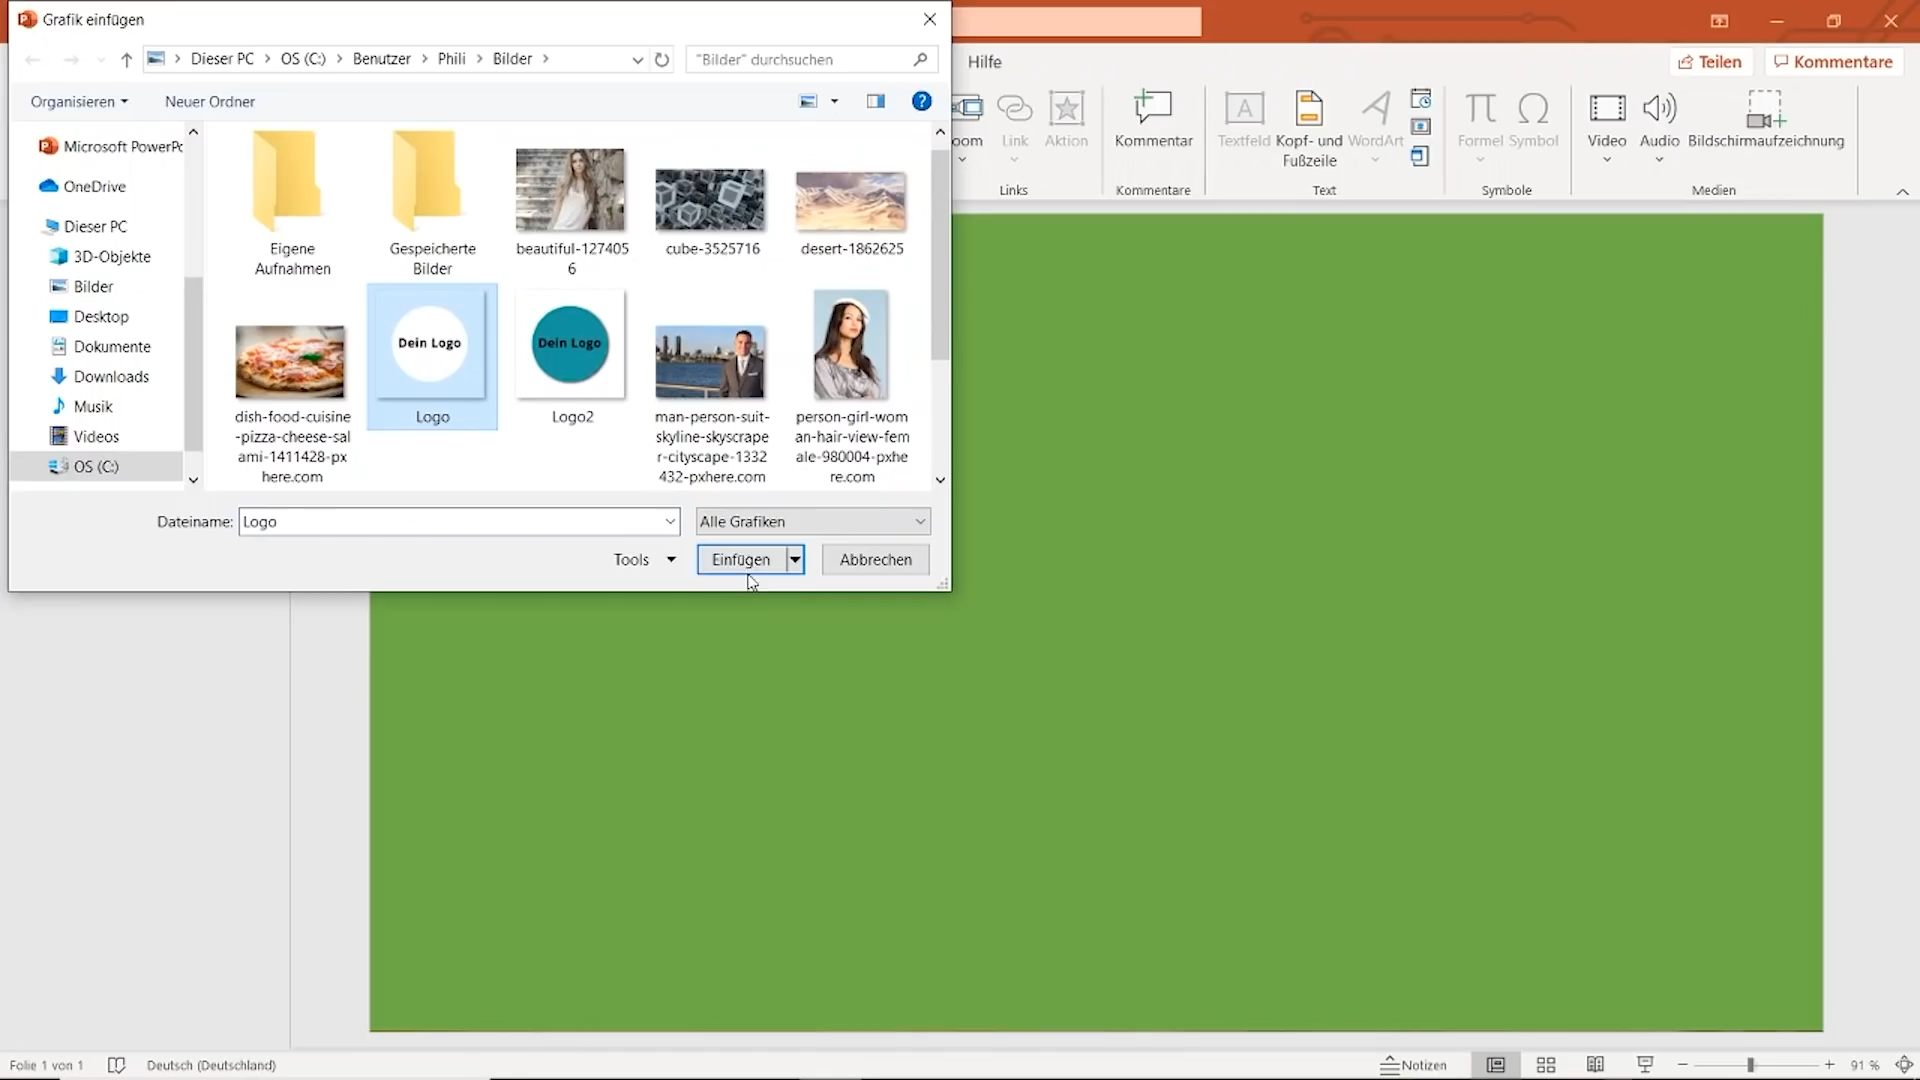 Grafik einfügen
Dieser PC > OS (C:) > Benutzer > Phili > Bilder >
"Bilder" durchsuchen
Organisieren
Neuer Ordner
Microsoft PowerPo
OneDrive
Dieser PC
3D-Objekte
Bilder
Desktop
Dokumente
Downloads
Musik
Videos
OS (C:)
Eigene
Aufnahmen
Gespeicherte
Bilder
beautiful-127405
6
cube-3525716
desert-1862625
dish-food-cuisine
-pizza-cheese-sal
ami-1411428-px
here.com
Dein Logo
Logo
Dein Logo
Logo2
man-person-suit-
skyline-skyscrape
r-cityscape-1332
432-pxhere.com
person-girl-wom
an-hair-view-fem
ale-980004-pxhe
re.com
Dateiname: Logo
Alle Grafiken
Tools
Einfügen
Abbrechen
Hilfe
Teilen
Kommentare
oom
Link
Aktion
Links
Kommentar
Kommentare
Textfeld
Kopf- und
Fußzeile
WordArt
Text
Formel
Symbol
Symbole
Video
Audio
Bildschirmaufzeichnung
Medien
Folie 1 von 1
Deutsch (Deutschland)
Notizen
91 %